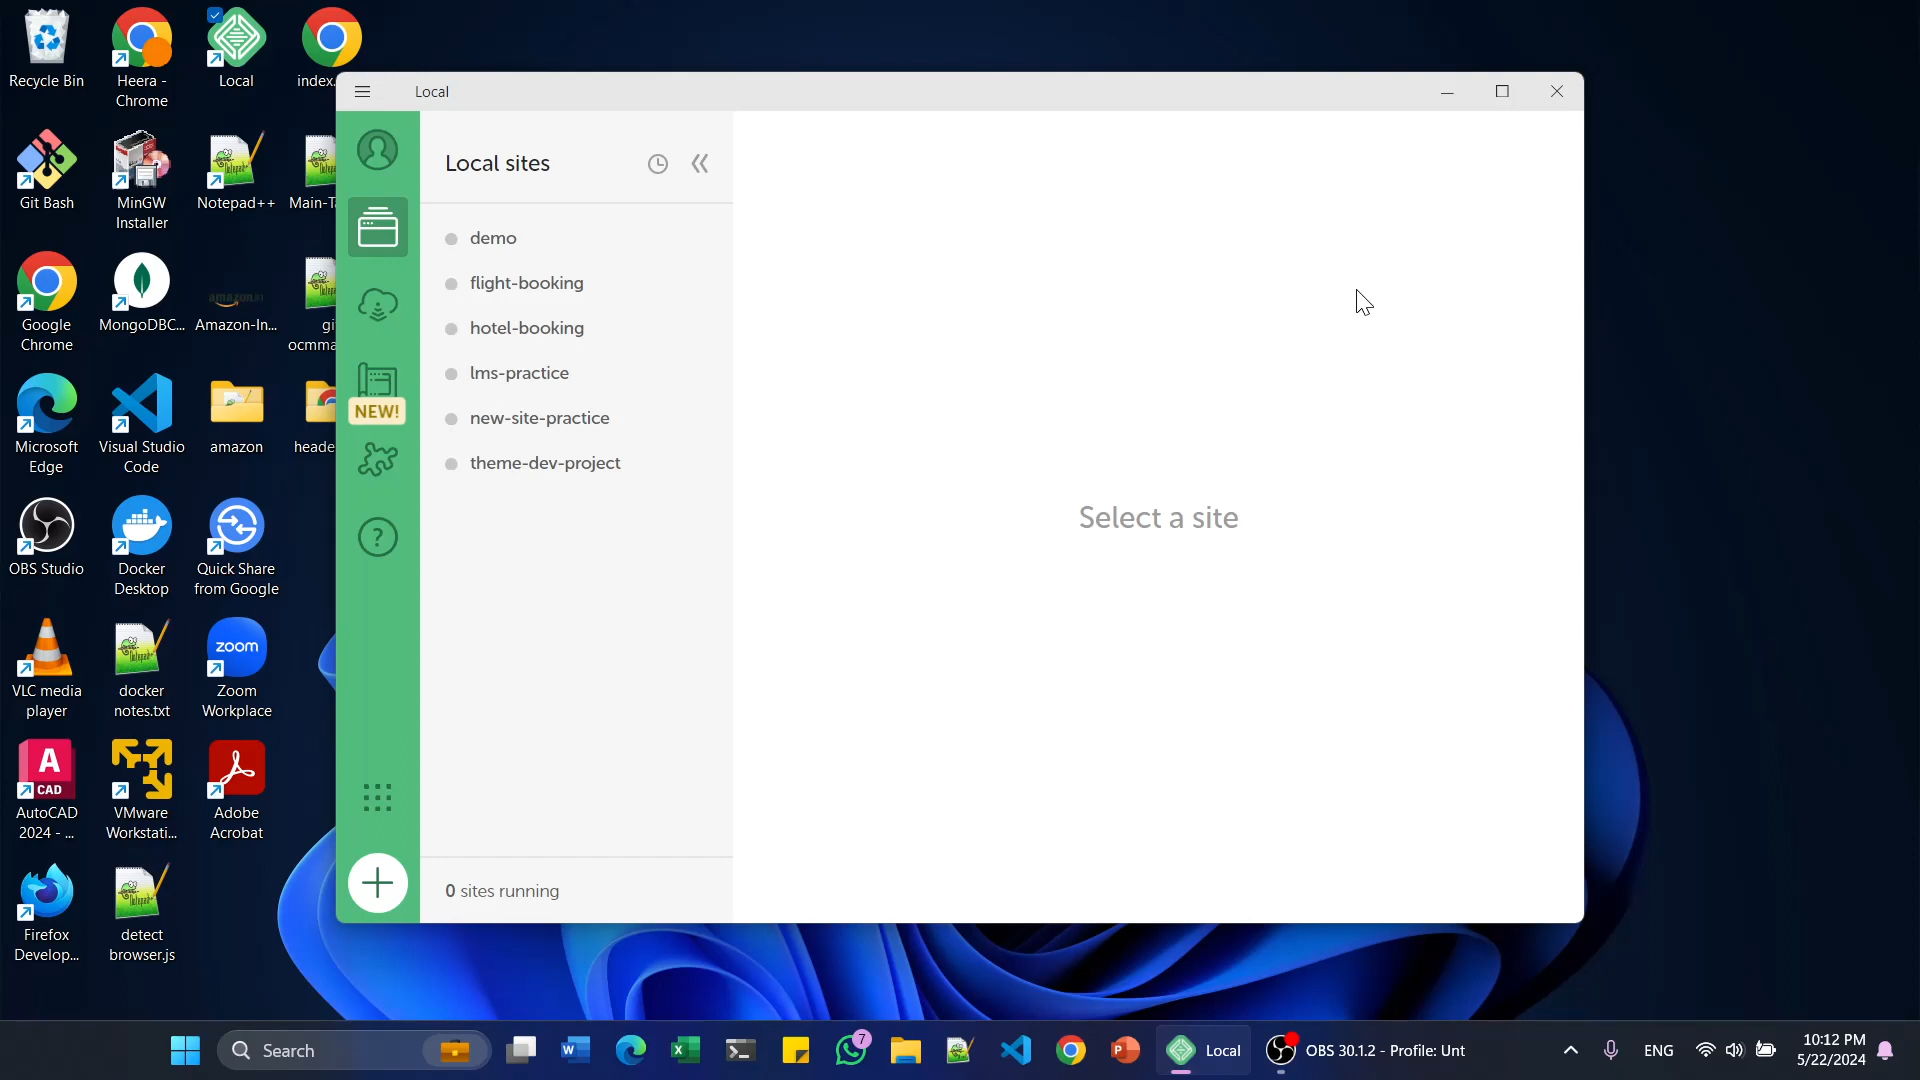 Recycle Bin
Heera -
Chrome
Local
index.
Git Bash
MinGW
Installer
Notepad++
Main-T
Google
Chrome
MongoDBC...
Amazon-In...
gi
ocmma
Microsoft
Edge
Visual Studio
Code
amazon
heade
OBS Studio
Docker
Desktop
Quick Share
from Google
VLC media
player
docker
notes.txt
zoom
Zoom
Workplace
A
CAD
AutoCAD
2024 - ...
VMware
Workstati...
Adobe
Acrobat
Firefox
Develop...
detect
browser.js
Local
Local sites
demo
flight-booking
hotel-booking
lms-practice
new-site-practice
theme-dev-project
NEW!
?
0 sites running
Select a site
Search
7
Local
OBS 30.1.2 - Profile: Unt
ENG
10:12 PM
5/22/2024